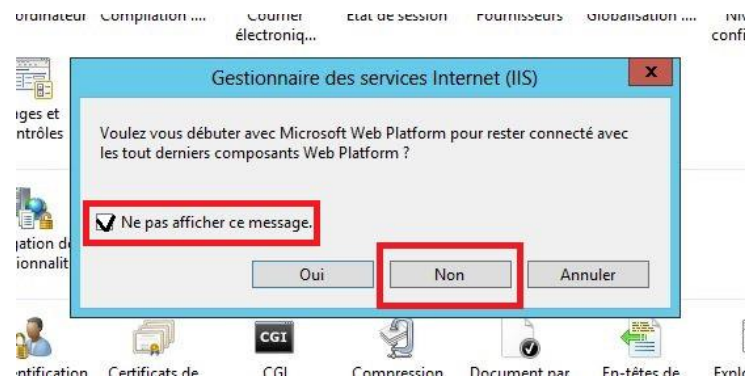 Compilation ....
Courrier
électroniq...
État de session
Fournisseurs
Globalisation ....
Gestionnaire des services Internet (IIS)
x
Voulez vous débuter avec Microsoft Web Platform pour rester connecté avec
les tout derniers composants Web Platform ?
Ne pas afficher ce message.
Oui
Non
Annuler
CGI
Certificats de
CGI
Compression
Document par
En-têtes de